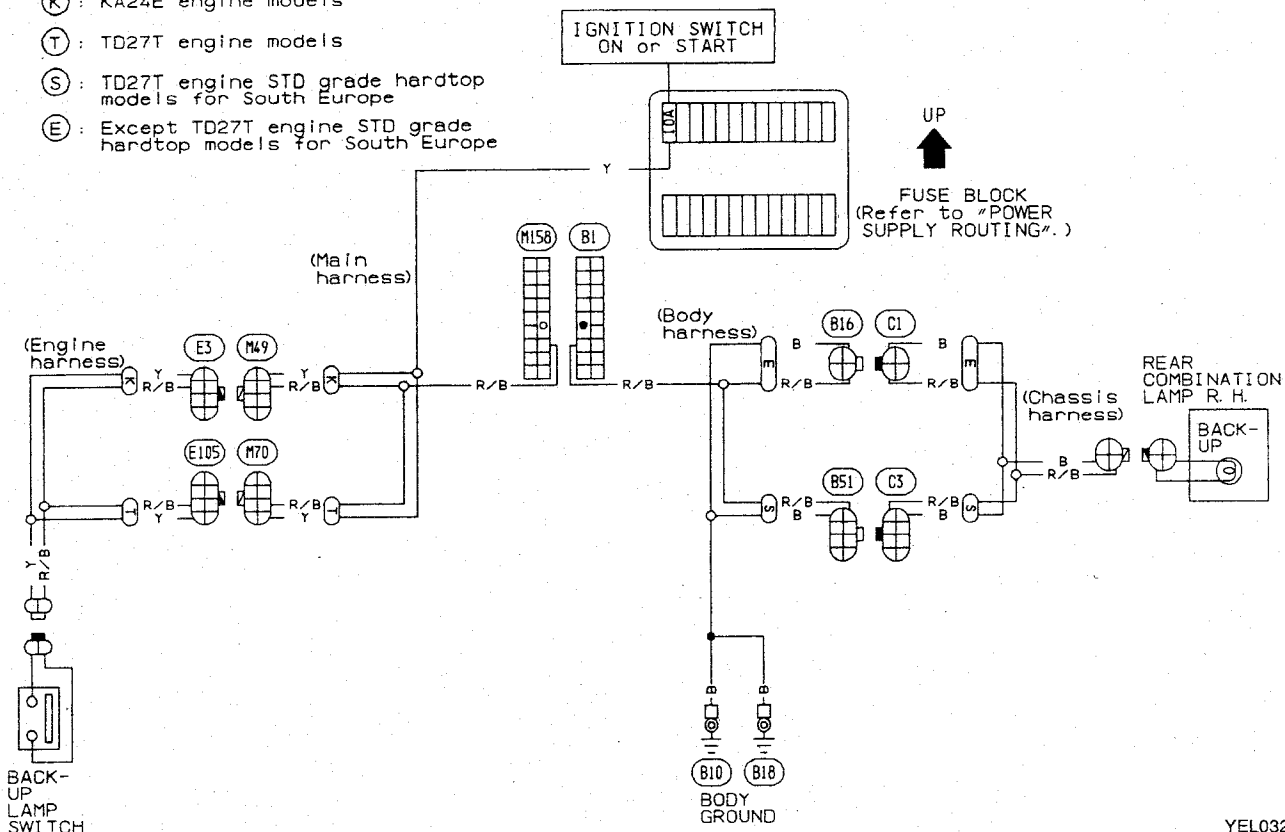 K : KA24E engine models
T : TD27T engine models
S : TD27T engine STD grade hardtop
models for South Europe
E : Except TD27T engine STD grade
hardtop models for South Europe
IGNITION SWITCH
ON or START
10A
UP
FUSE BLOCK
(Refer to "POWER
SUPPLY ROUTING".)
Y
(Main
harness)
M158
B1
(Engine
harness)
E3
M49
K
Y
R/B
Y
R/B
K
R/B
R/B
E105
M70
T
R/B
Y
R/B
Y
T
Y
R/B
BACK-
UP
LAMP
SWITCH
(Body
harness)
E
B
R/B
B16
C1
B
R/B
E
(Chassis
harness)
S
R/B
B
B51
C3
R/B
B
S
B
R/B
REAR
COMBINATION
LAMP R. H.
BACK-
UP
B
B
B10
B18
BODY
GROUND
YEL032